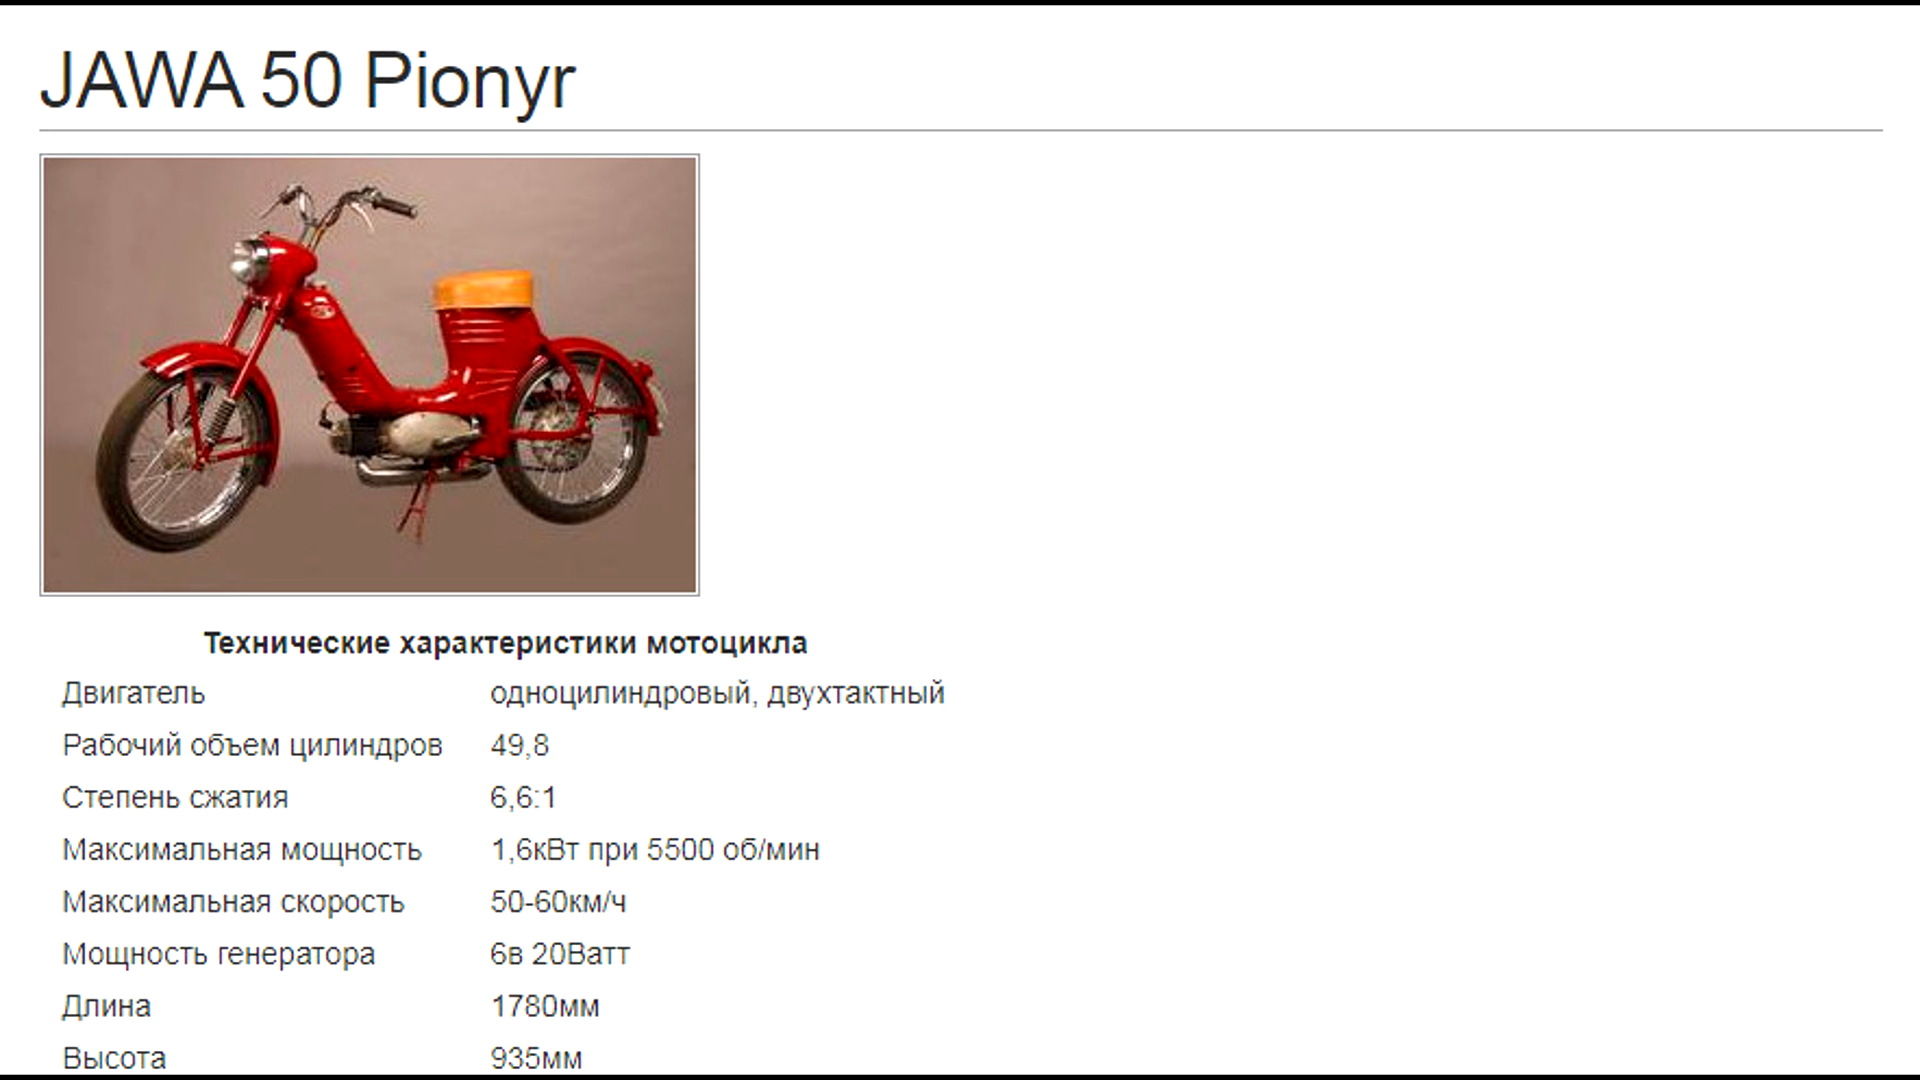 JAWA 50 Pionyr
Технические характеристики мотоцикла
Двигатель одноцилиндровый, двухтактный
Рабочий объем цилиндров 49,8
Степень сжатия 6,6:1
Максимальная мощность 1,6кВт при 5500 об/мин
Максимальная скорость 50-60км/ч
Мощность генератора 6в 20Ватт
Длина 1780мм
Высота 935мм